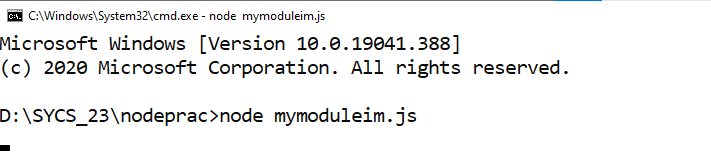 C:\Windows\System32\cmd.exe - node mymoduleim.js
Microsoft Windows [Version 10.0.19041.388]
(c) 2020 Microsoft Corporation. All rights reserved.
D:\SYCS_23\nodeprac>node mymoduleim.js